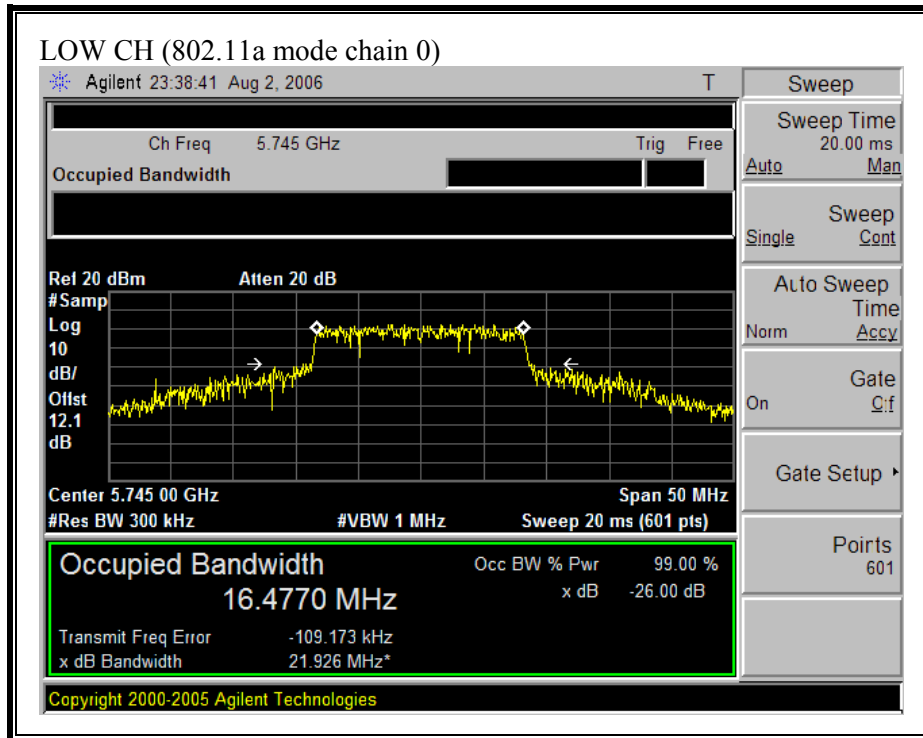 LOW CH (802.11a mode chain 0)
Agilent 23:38:41 Aug 2, 2006 T
Ch Freq 5.745 GHz Trig Free
Occupied Bandwidth
Ref 20 dBm Atten 20 dB
#Samp
Log
10
dB/
Offst
12.1
dB
Center 5.745 00 GHz Span 50 MHz
#Res BW 300 kHz #VBW 1 MHz Sweep 20 ms (601 pts)
Occupied Bandwidth Occ BW % Pwr 99.00 %
16.4770 MHz x dB -26.00 dB
Transmit Freq Error -109.173 kHz
x dB Bandwidth 21.926 MHz*
Copyright 2000-2005 Agilent Technologies
Sweep
Sweep Time
20.00 ms
Auto Man
Sweep
Single Cont
Auto Sweep
Time
Norm Accy
Gate
On Off
Gate Setup
Points
601